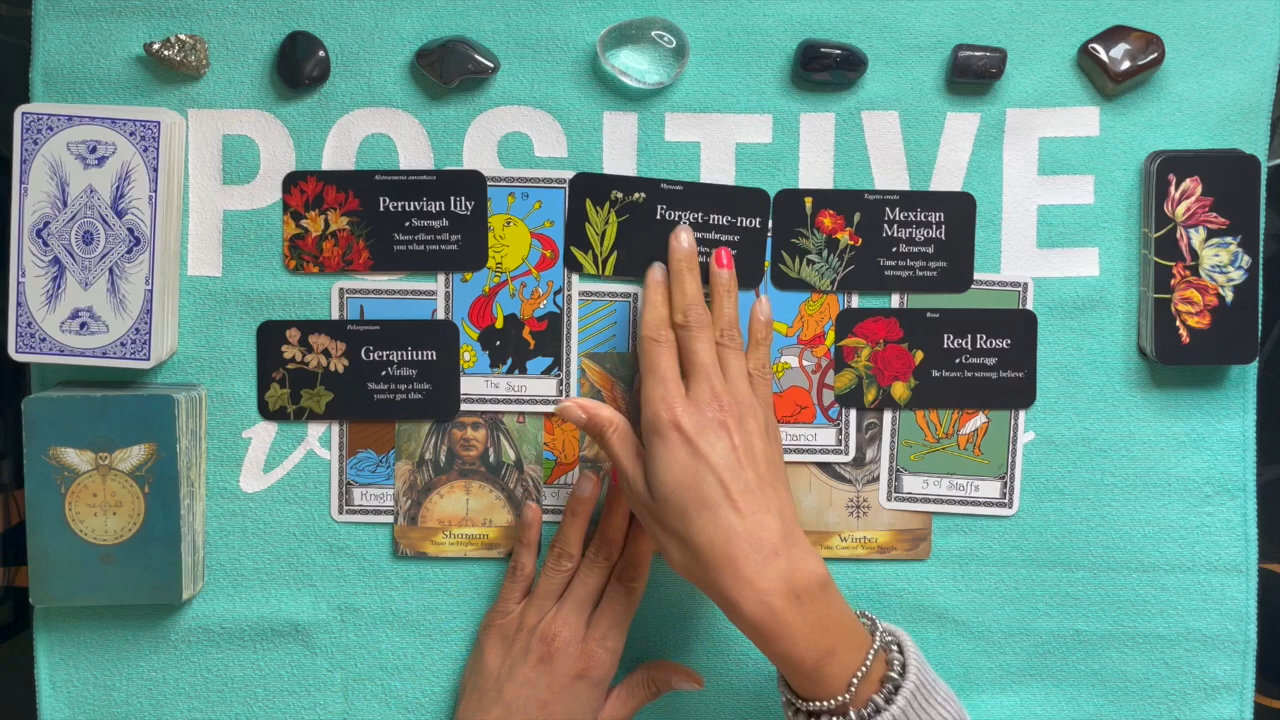 POSITIVE
Alstroemeria aurantiaca
Peruvian Lily
Strength
"More effort will get
you what you want."
19
The Sun
Myosotis
Forget-me-not
Tagetes erecta
Mexican
Marigold
Renewal
"Time to begin again:
stronger, better."
Pelargonium
Geranium
Virility
"Shake it up a little;
you've got this."
Rosa
Red Rose
Courage
"Be brave; be strong; believe."
Chariot
Knigh
5 of Staffs
Shaman
Winter
Take Care of Your Needs